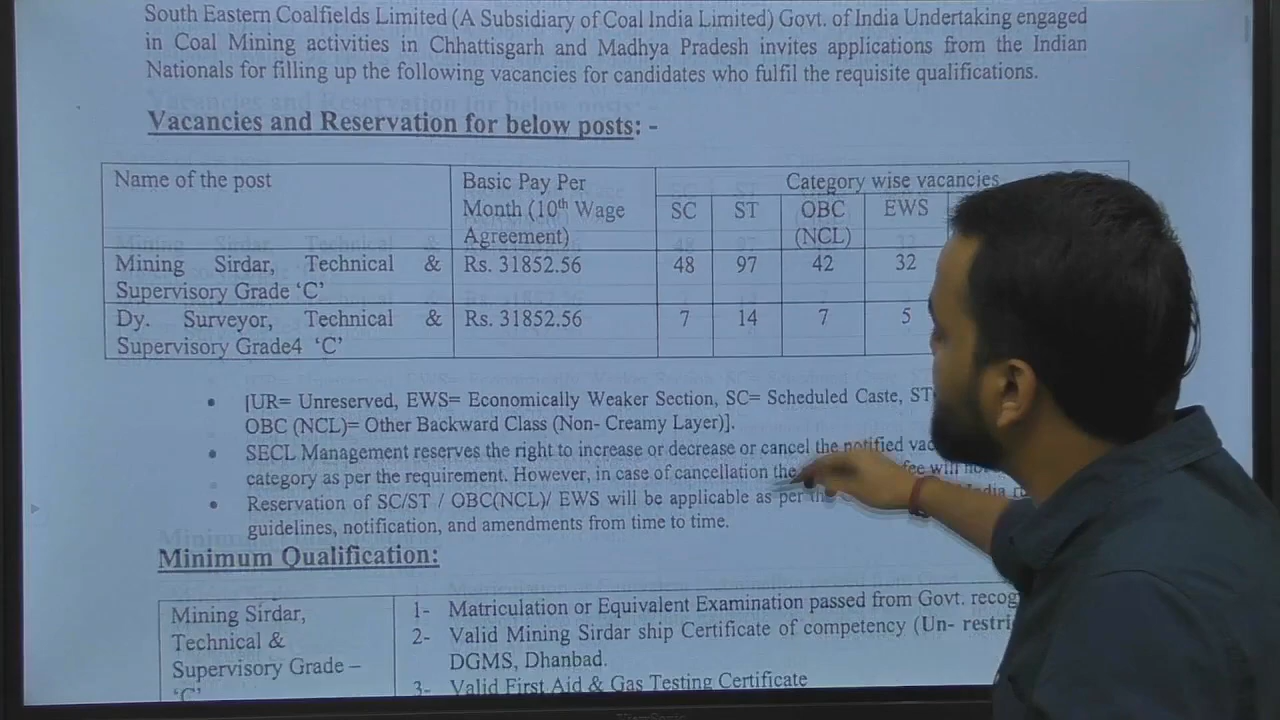 South Eastern Coalfields Limited (A Subsidiary of Coal India Limited) Govt. of India Undertaking engaged
in Coal Mining activities in Chhattisgarh and Madhya Pradesh invites applications from the Indian
Nationals for filling up the following vacancies for candidates who fulfil the requisite qualifications.
Vacancies and Reservation for below posts: -
Name of the post
Basic Pay Per
Month (10th Wage
Agreement)
Category wise vacancies
SC ST OBC (NCL) EWS
Mining Sirdar, Technical & Rs. 31852.56 48 97 42 32
Supervisory Grade ‘C’
Dy. Surveyor, Technical & Rs. 31852.56 7 14 7 5
Supervisory Grade4 ‘C’
• [UR= Unreserved, EWS= Economically Weaker Section, SC= Scheduled Caste, ST
OBC (NCL)= Other Backward Class (Non- Creamy Layer)].
• SECL Management reserves the right to increase or decrease or cancel the notified
category as per the requirement. However, in case of cancellation the fee will
• Reservation of SC/ST / OBC(NCL)/ EWS will be applicable as per India
guidelines, notification, and amendments from time to time.
Minimum Qualification:
Mining Sirdar,
Technical &
Supervisory Grade –
‘C’
1- Matriculation or Equivalent Examination passed from Govt.
2- Valid Mining Sirdar ship Certificate of competency (Un-
DGMS, Dhanbad.
3- Valid First Aid & Gas Testing Certificate